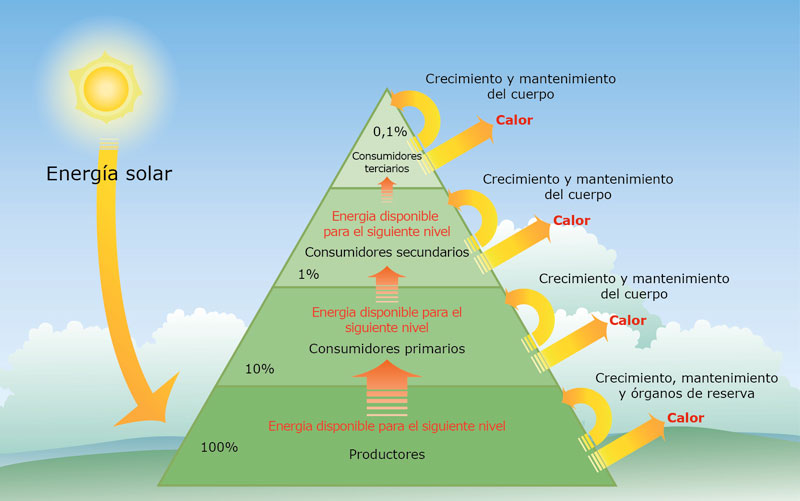 Energía solar
Crecimiento y mantenimiento
del cuerpo
Calor
0,1%
Consumidores
terciarios
Crecimiento y mantenimiento
del cuerpo
Calor
Energia disponible
para el siguiente nivel
Consumidores secundarios
1%
Crecimiento y mantenimiento
del cuerpo
Calor
Energía disponible para el
siguiente nivel
Consumidores primarios
10%
Crecimiento, mantenimiento
y órganos de reserva
Calor
Energia disponible para el siguiente nivel
100%
Productores